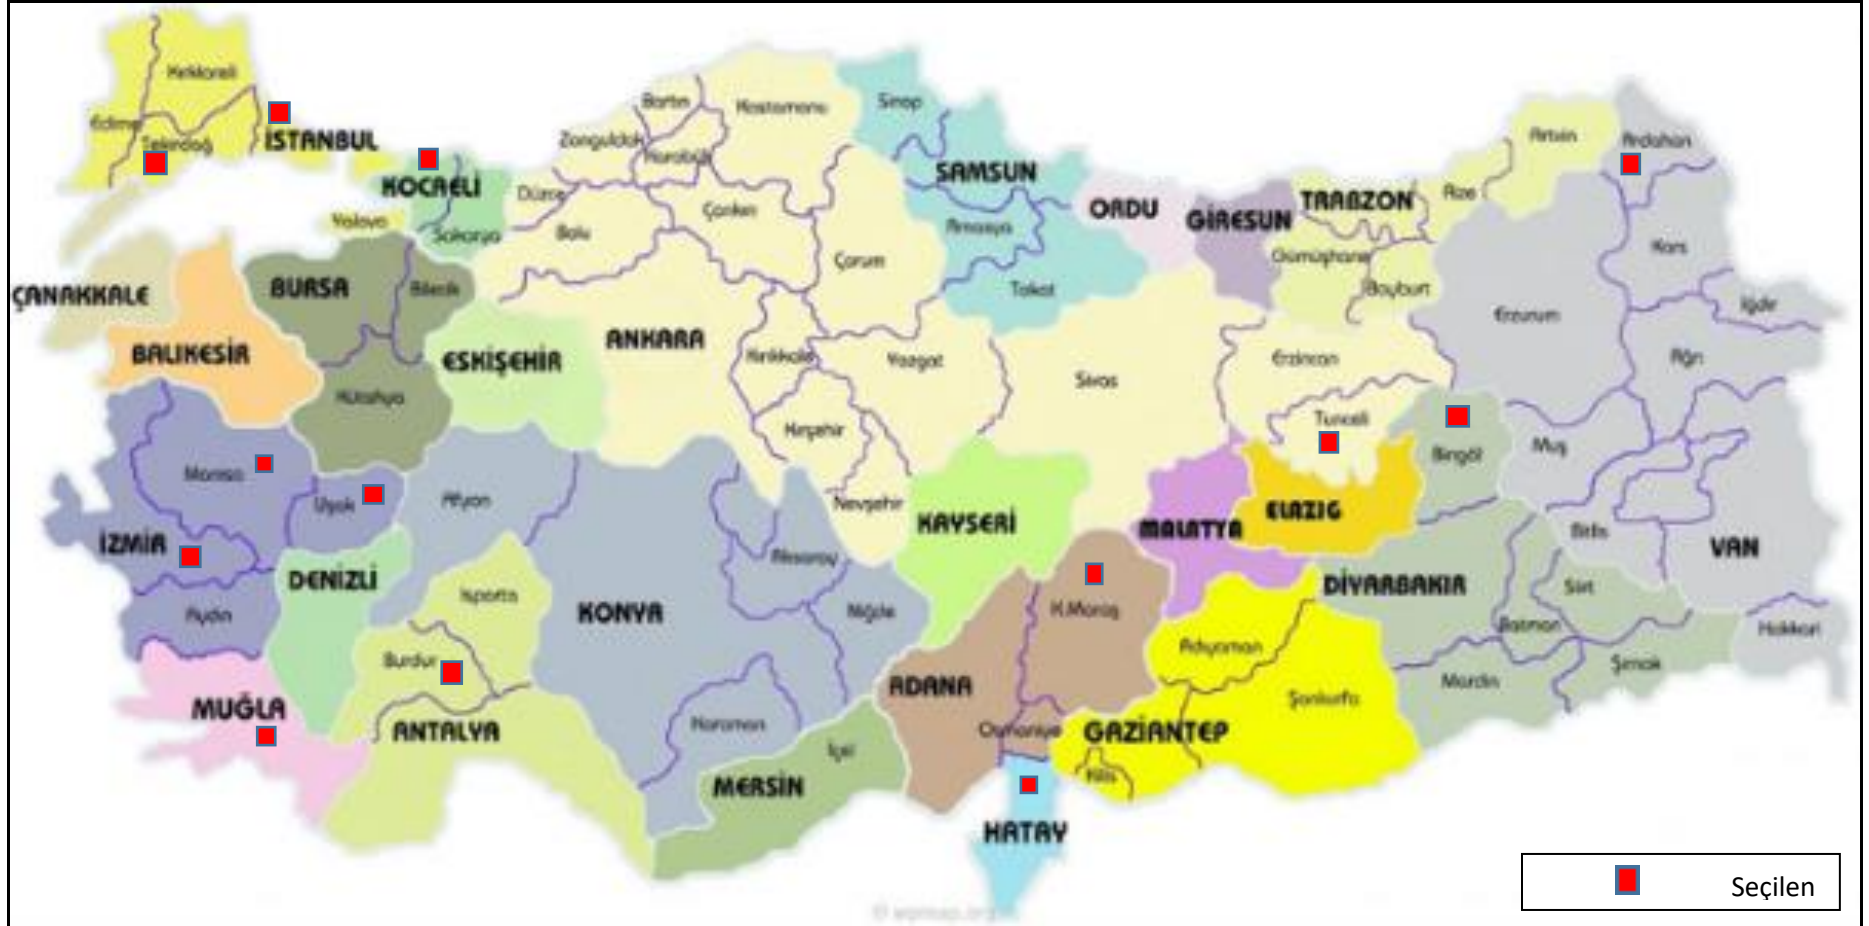 Kırklareli
Edirne
Tekirdağ
İSTANBUL
KOCAELİ
Yalova
Sakarya
Düzce
Bolu
Zonguldak
Bartın
Karabük
Kastamonu
Çankırı
Çorum
Sinop
SAMSUN
Amasya
Tokat
ORDU
GİRESUN
TRABZON
Rize
Artvin
Ardahan
Gümüşhane
Bayburt
Kars
Iğdır
Erzurum
Ağrı
ÇANAKKALE
BALIKESİR
BURSA
Bilecik
Kütahya
ESKİŞEHİR
ANKARA
Kırıkkale
Yozgat
Kırşehir
Nevşehir
Sivas
Erzincan
Tunceli
Bingöl
Muş
Bitlis
VAN
Manisa
Uşak
Afyon
İZMİR
Aydın
DENİZLİ
MUĞLA
Burdur
Isparta
ANTALYA
KONYA
Aksaray
Niğde
Karaman
MERSİN
İçel
KAYSERİ
ADANA
K.Maraş
Osmaniye
HATAY
MALATYA
ELAZIG
Adıyaman
Şanlıurfa
GAZİANTEP
Kilis
DİYARBAKIR
Batman
Siirt
Mardin
Şırnak
Hakkari
Seçilen